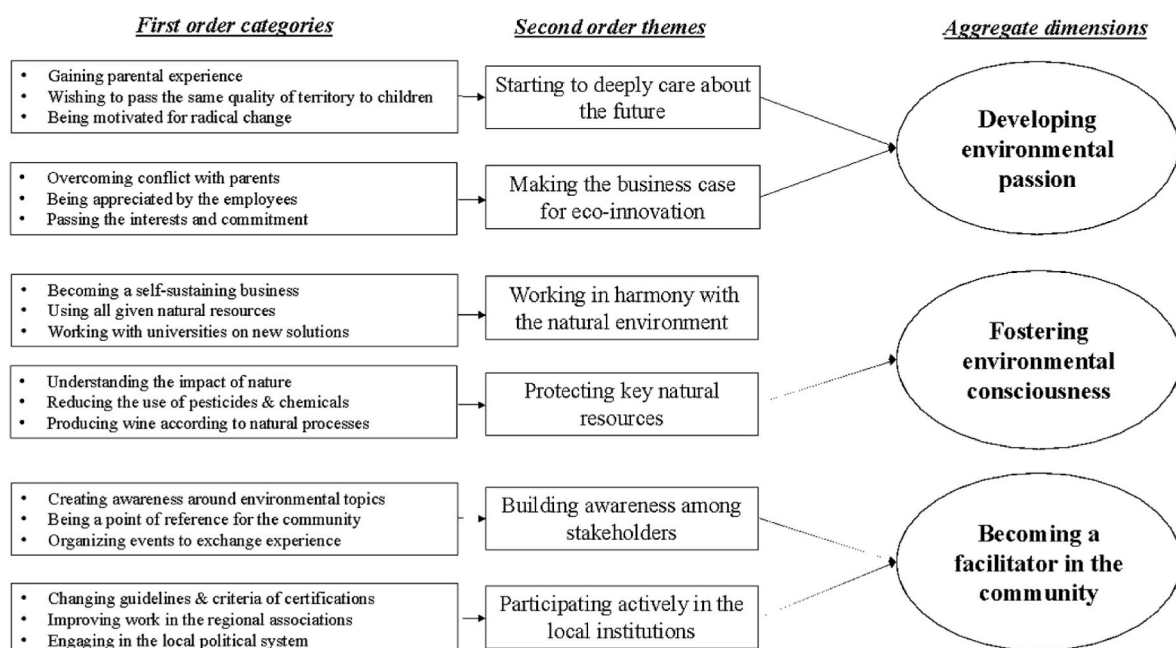 First order categories
Second order themes
Aggregate dimensions
• Gaining parental experience
• Wishing to pass the same quality of territory to children
• Being motivated for radical change
Starting to deeply care about
the future
Developing
environmental
passion
• Overcoming conflict with parents
• Being appreciated by the employees
• Passing the interests and commitment
Making the business case
for eco-innovation
• Becoming a self-sustaining business
• Using all given natural resources
• Working with universities on new solutions
Working in harmony with
the natural environment
Fostering
environmental
consciousness
• Understanding the impact of nature
• Reducing the use of pesticides & chemicals
• Producing wine according to natural processes
Protecting key natural
resources
• Creating awareness around environmental topics
• Being a point of reference for the community
• Organizing events to exchange experience
Building awareness among
stakeholders
Becoming a
facilitator in the
community
• Changing guidelines & criteria of certifications
• Improving work in the regional associations
• Engaging in the local political system
Participating actively in the
local institutions